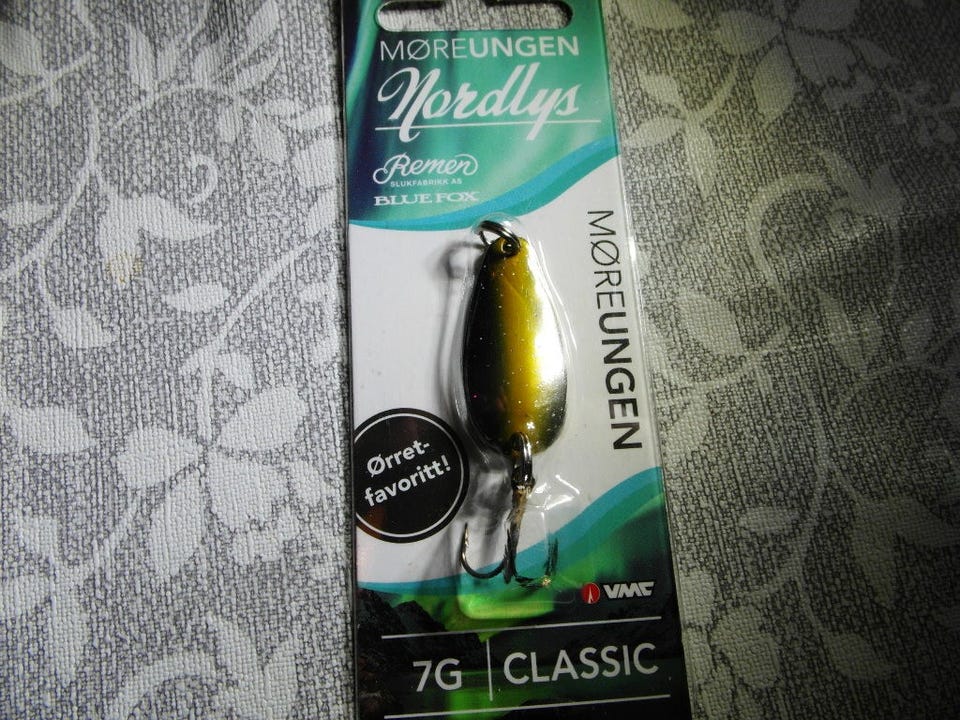 MØREUNGEN
Nordlys
Remen
SLUKFABRIKK AS
BLUE FOX
MØREUNGEN
Ørret-
favoritt!
VMC
7G CLASSIC